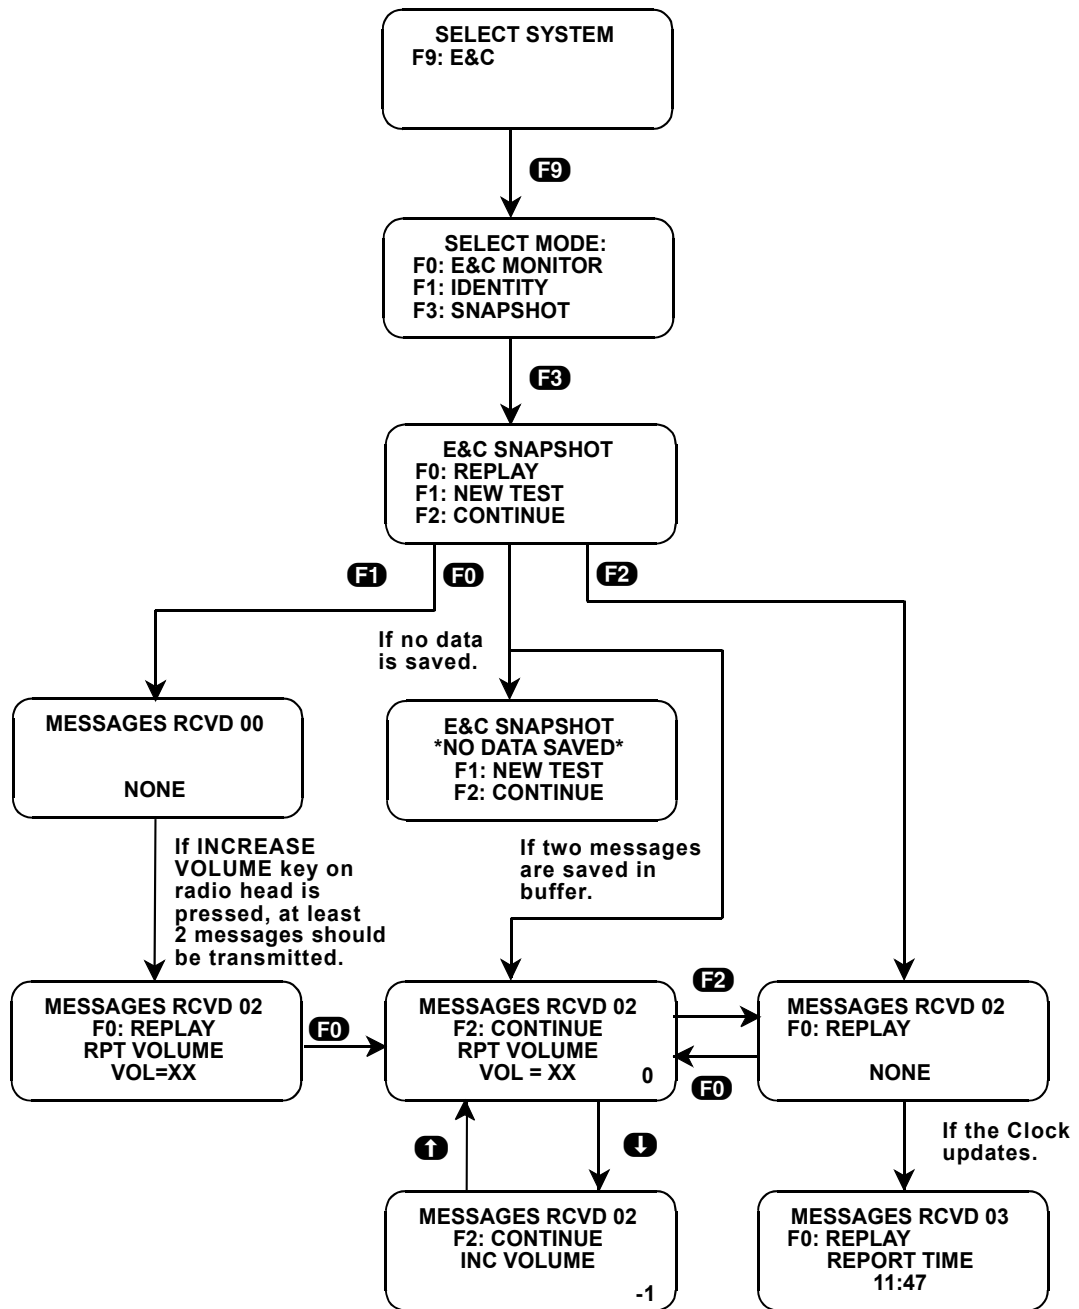 SELECT SYSTEM
F9: E&C
F9
SELECT MODE:
F0: E&C MONITOR
F1: IDENTITY
F3: SNAPSHOT
F3
E&C SNAPSHOT
F0: REPLAY
F1: NEW TEST
F2: CONTINUE
F1
F0
F2
If no data
is saved.
MESSAGES RCVD 00
NONE
E&C SNAPSHOT
*NO DATA SAVED*
F1: NEW TEST
F2: CONTINUE
If INCREASE
VOLUME key on
radio head is
pressed, at least
2 messages should
be transmitted.
If two messages
are saved in
buffer.
MESSAGES RCVD 02
F0: REPLAY
RPT VOLUME
VOL=XX
F0
MESSAGES RCVD 02
F2: CONTINUE
RPT VOLUME
VOL = XX
0
F2
F0
MESSAGES RCVD 02
F0: REPLAY
NONE
If the Clock
updates.
MESSAGES RCVD 02
F2: CONTINUE
INC VOLUME
-1
MESSAGES RCVD 03
F0: REPLAY
REPORT TIME
11:47